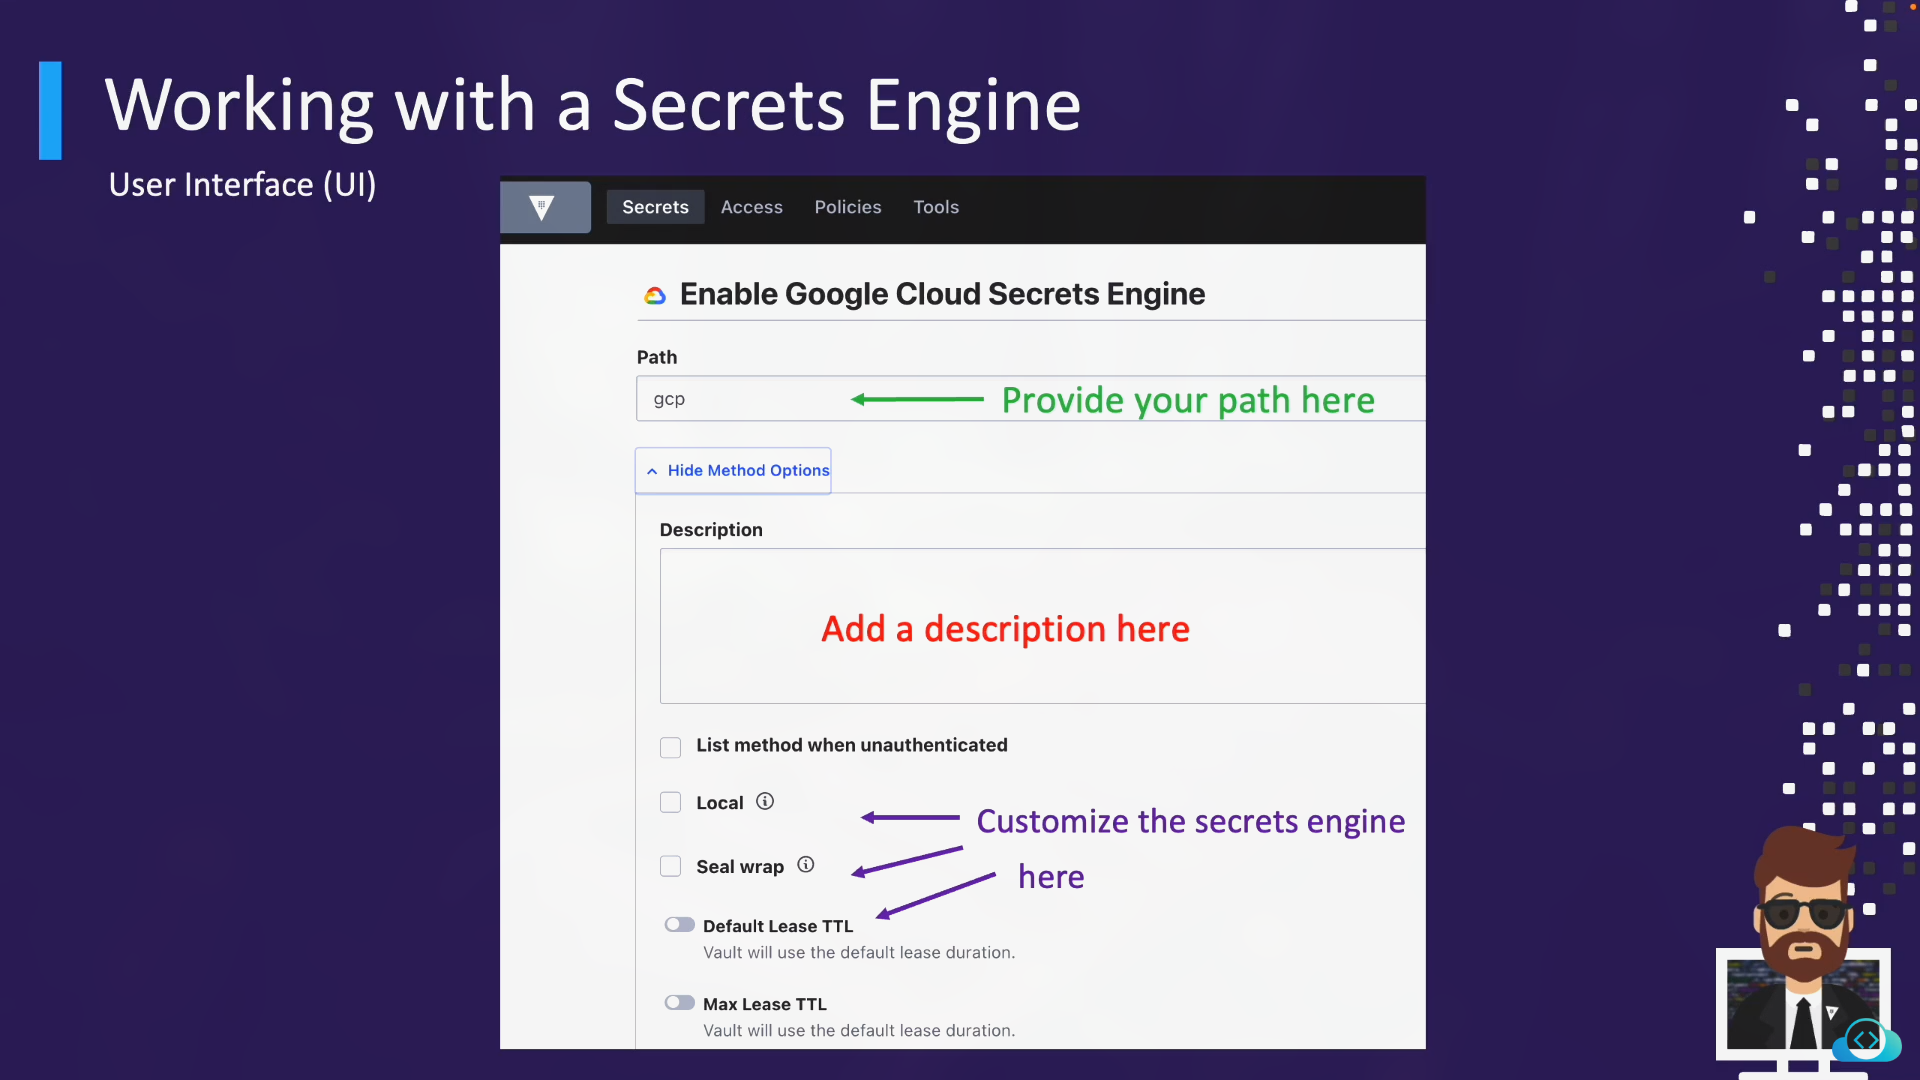 Working with a Secrets Engine
User Interface (UI)
Secrets Access Policies Tools
Enable Google Cloud Secrets Engine
Path
gcp
Provide your path here
Hide Method Options
Description
Add a description here
List method when unauthenticated
Local
Customize the secrets engine
here
Seal wrap
Default Lease TTL
Vault will use the default lease duration.
Max Lease TTL
Vault will use the default lease duration.